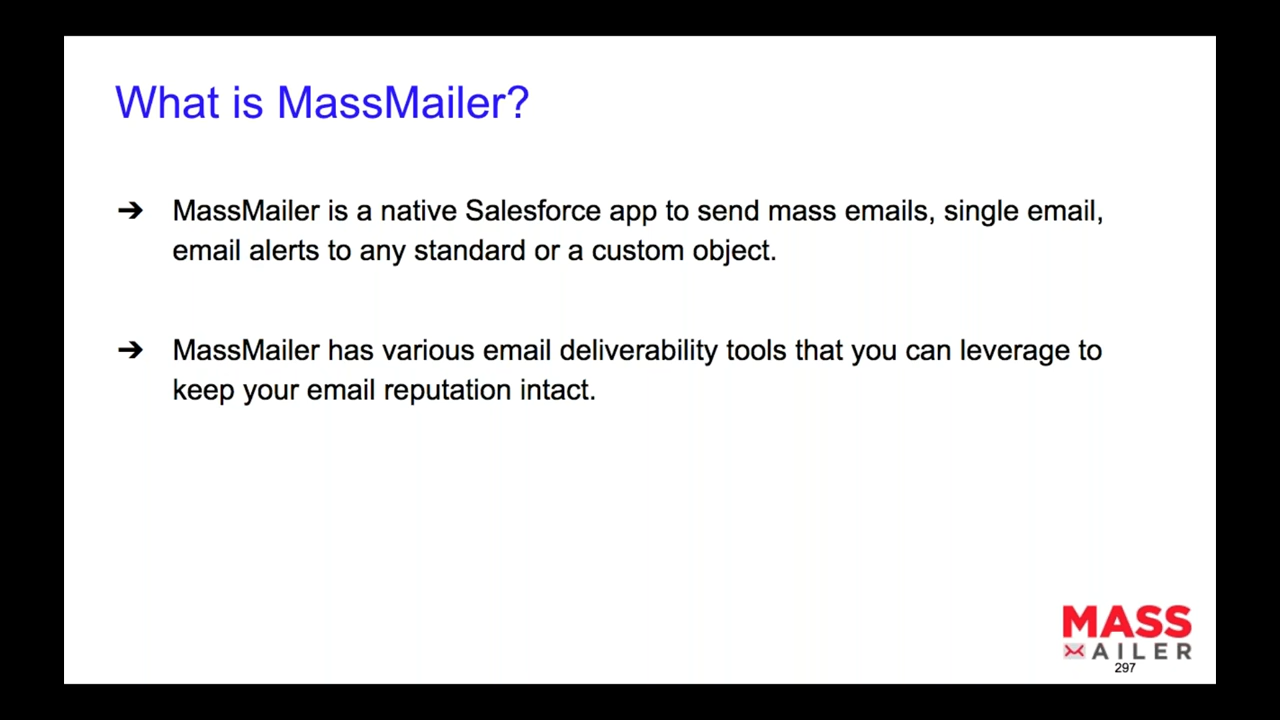 What is MassMailer?
➔ MassMailer is a native Salesforce app to send mass emails, single email,
email alerts to any standard or a custom object.
➔ MassMailer has various email deliverability tools that you can leverage to
keep your email reputation intact.
MASS
AILER
297